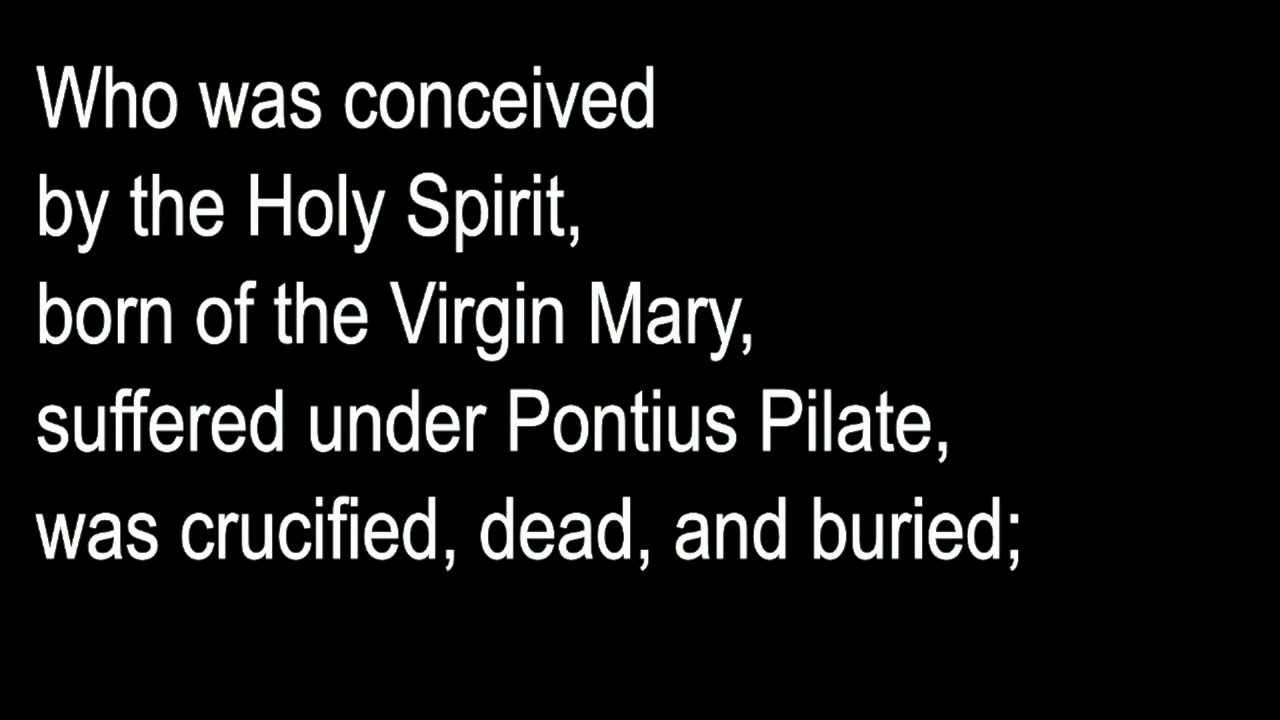 Who was conceived
by the Holy Spirit,
born of the Virgin Mary,
suffered under Pontius Pilate,
was crucified, dead, and buried;